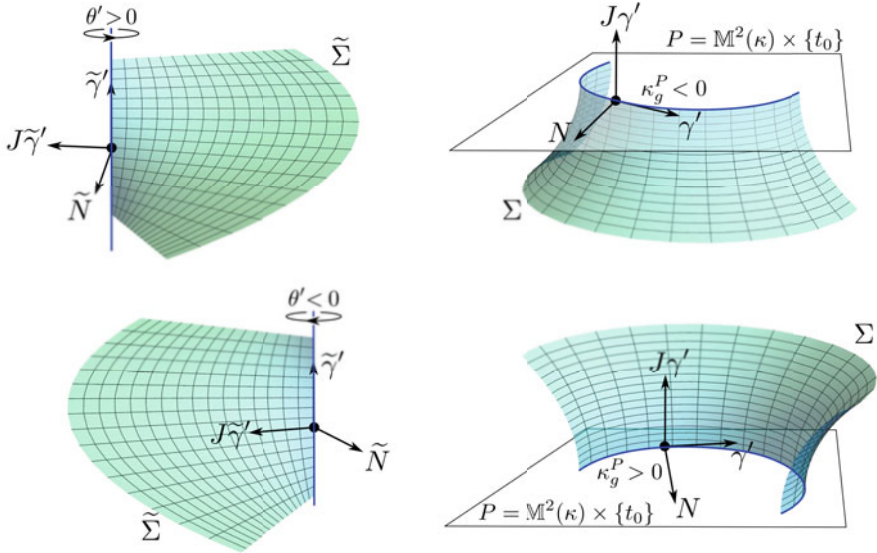 θ′>0
Σ̃
γ̃′
Jγ̃′
Ñ
Jγ′
P = 𝕄²(κ) × {t₀}
κ_g^P < 0
γ′
N
Σ
θ′<0
γ̃′
Jγ̃′
Ñ
Σ̃
Σ
Jγ′
γ′
κ_g^P > 0
N
P = 𝕄²(κ) × {t₀}